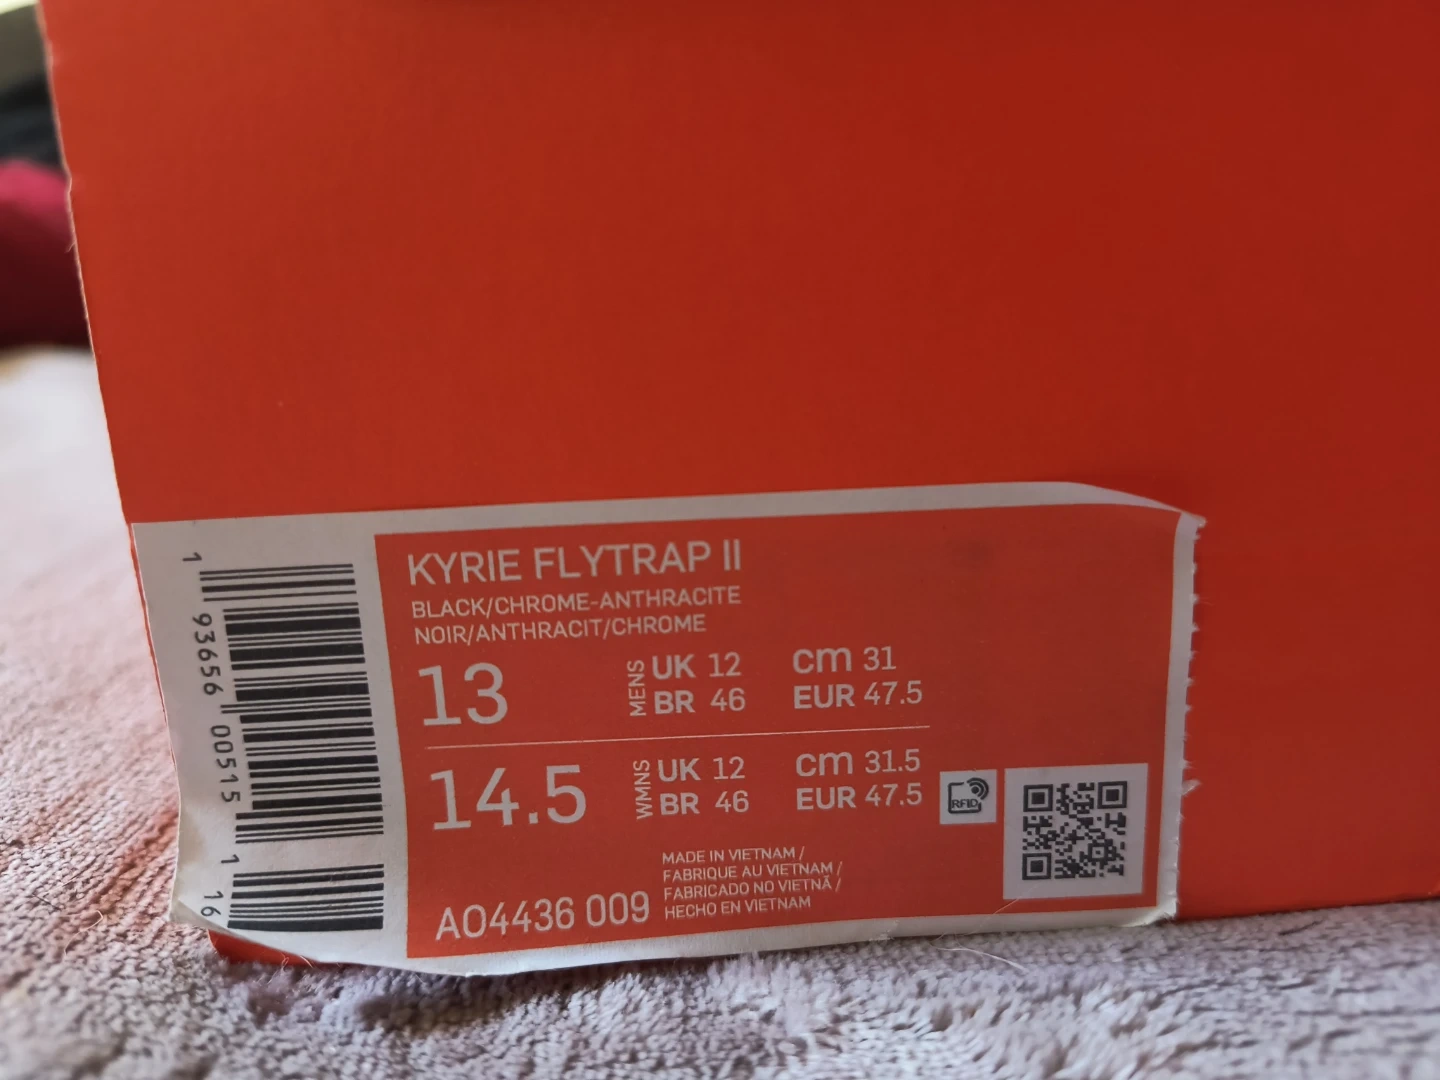 KYRIE FLYTRAP II
BLACK/CHROME-ANTHRACITE
NOIR/ANTHRACIT/CHROME
13 MENS UK 12 cm 31
BR 46 EUR 47.5
14.5 WMNS UK 12 cm 31.5
BR 46 EUR 47.5
RFID
MADE IN VIETNAM /
FABRIQUE AU VIETNAM /
FABRICADO NO VIETNÃ /
HECHO EN VIETNAM
AO4436 009
1 93656 00515 1 16